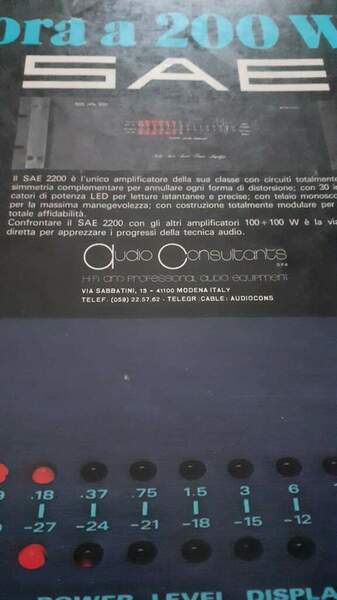 ora a 200 W
SAE
SAE
Il SAE 2200 è l'unico amplificatore della sua classe con circuiti totalmente
simmetria complementare per annullare ogni forma di distorsione; con 30 in
catori di potenza LED per letture istantanee e precise; con telaio monosco
per la massima manegevolezza; con costruzione totalmente modulare per
totale affidabilità.
Confrontare il SAE 2200 con gli altri amplificatori 100+100 W è la via
diretta per apprezzare i progressi della tecnica audio.
audio Consultants
s.p.a.
HI-FI and PROFESSIONAL audio EQUIPMENT
VIA SABBATINI, 13 - 41100 MODENA ITALY
TELEF. (059) 22.57.62 - TELEGR (CABLE: AUDIOCONS
9 .18 .37 .75 1.5 3 6
0 -27 -24 -21 -18 -15 -12
POWER LEVEL DISPLA